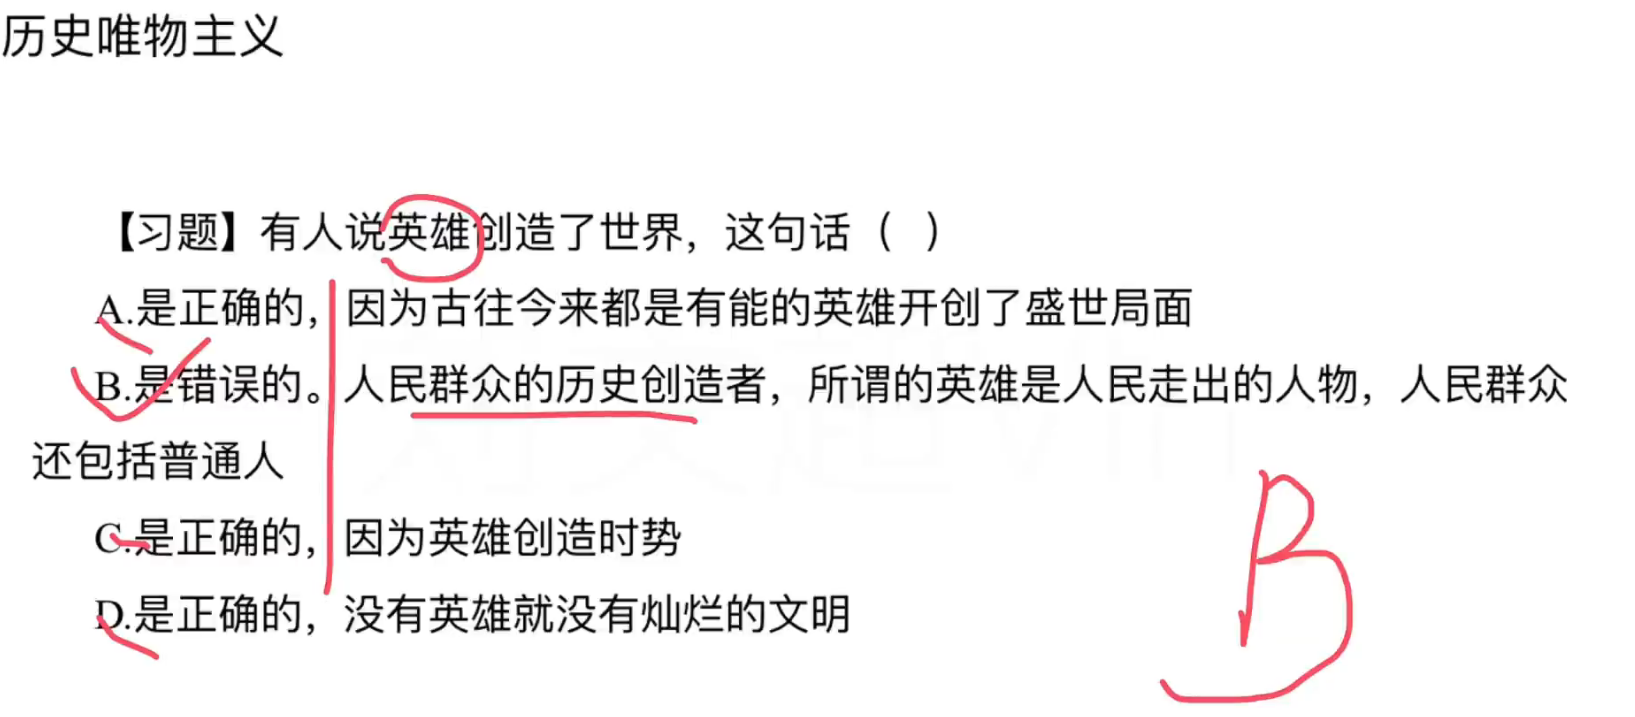 历史唯物主义
【习题】有人说英雄创造了世界，这句话（ ）
A.是正确的，因为古往今来都是有能的英雄开创了盛世局面
B.是错误的。人民群众的历史创造者，所谓的英雄是人民走出的人物，人民群众
还包括普通人
C.是正确的，因为英雄创造时势
D.是正确的，没有英雄就没有灿烂的文明
B